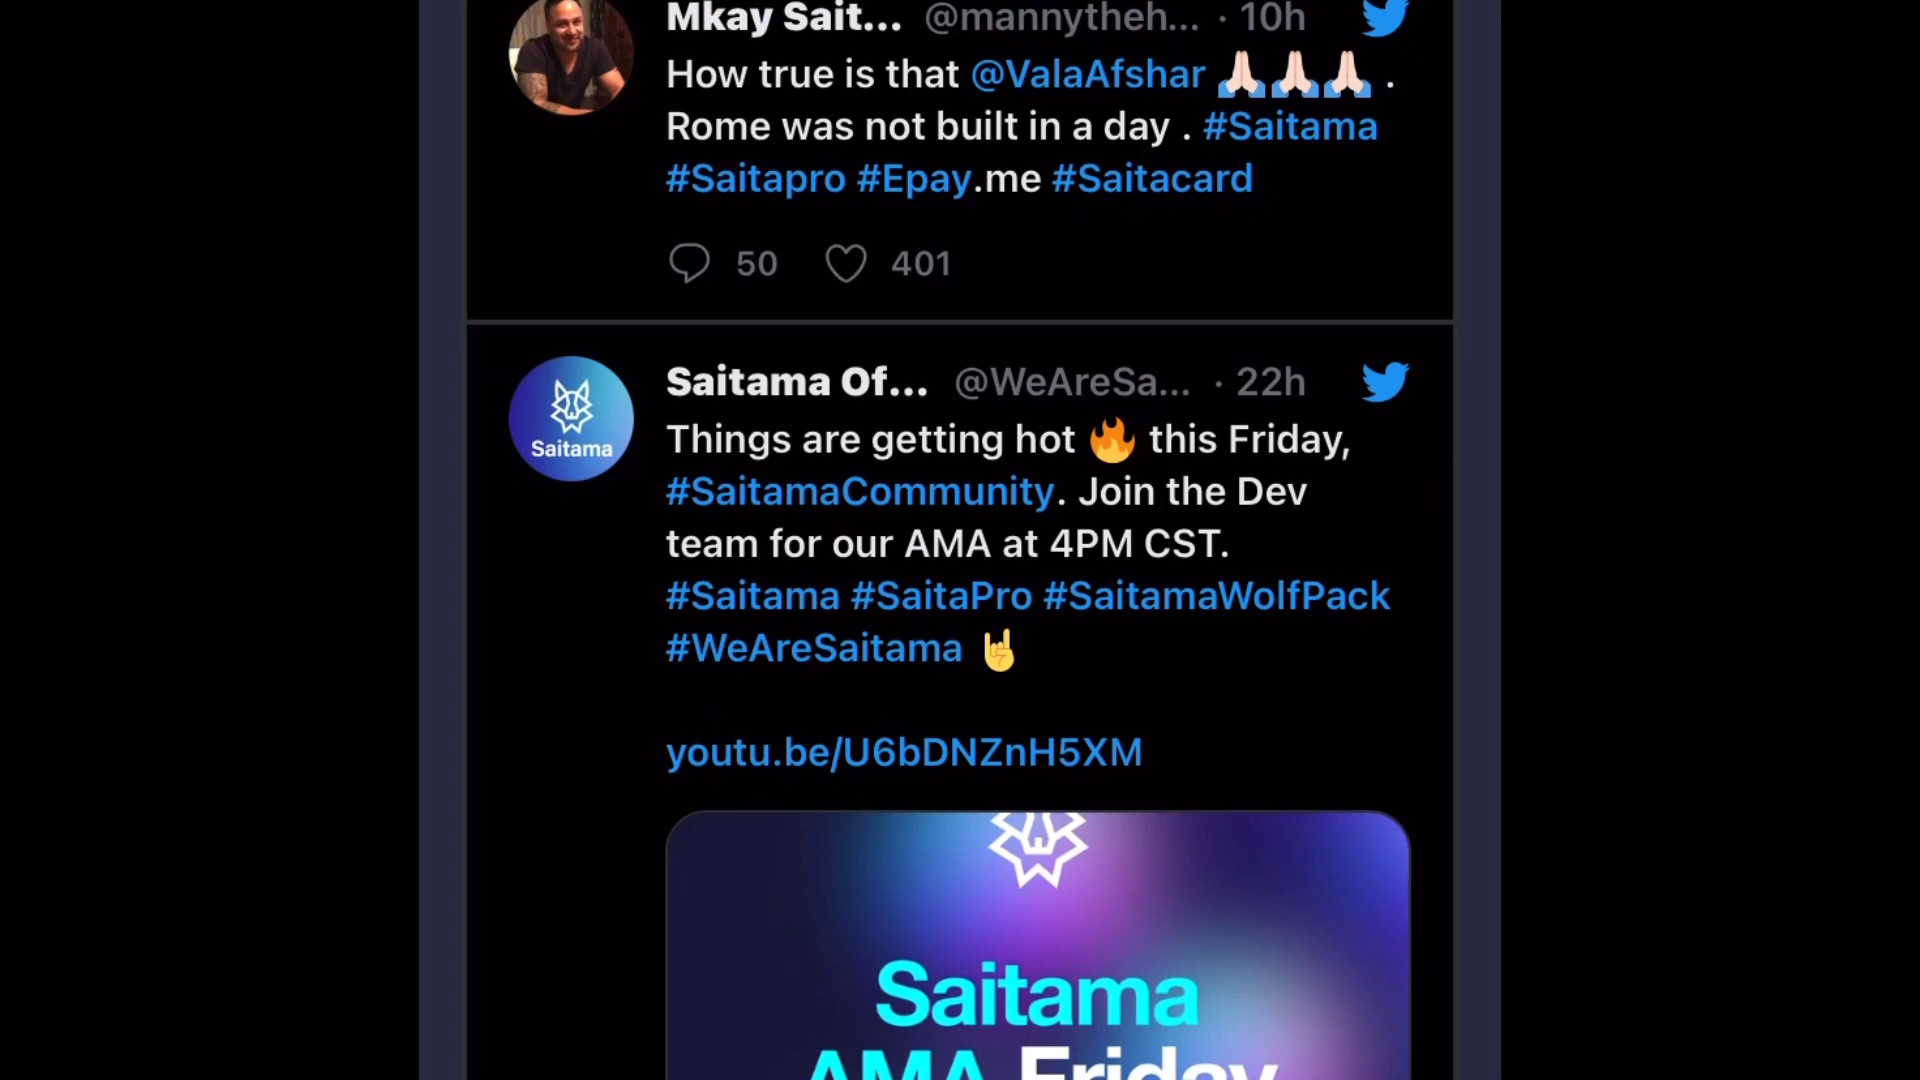 Mkay Sait... @mannytheh... · 10h
How true is that @ValaAfshar 🙏🏻🙏🏻🙏🏻 .
Rome was not built in a day . #Saitama
#Saitapro #Epay.me #Saitacard
50 401
Saitama Of... @WeAreSa... · 22h
Saitama
Things are getting hot 🔥 this Friday,
#SaitamaCommunity. Join the Dev
team for our AMA at 4PM CST.
#Saitama #SaitaPro #SaitamaWolfPack
#WeAreSaitama 🤘
youtu.be/U6bDNZnH5XM
Saitama
AMA Friday